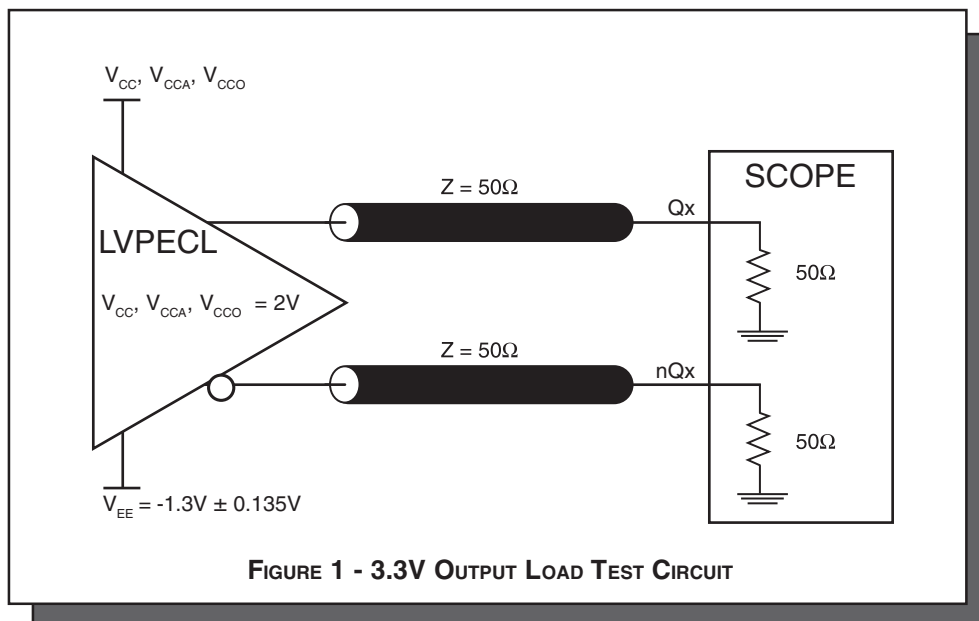 V_CC, V_CCA, V_CCO
Z = 50Ω
SCOPE
Qx
LVPECL
50Ω
V_CC, V_CCA, V_CCO = 2V
Z = 50Ω
nQx
50Ω
V_EE = -1.3V ± 0.135V
FIGURE 1 - 3.3V OUTPUT LOAD TEST CIRCUIT